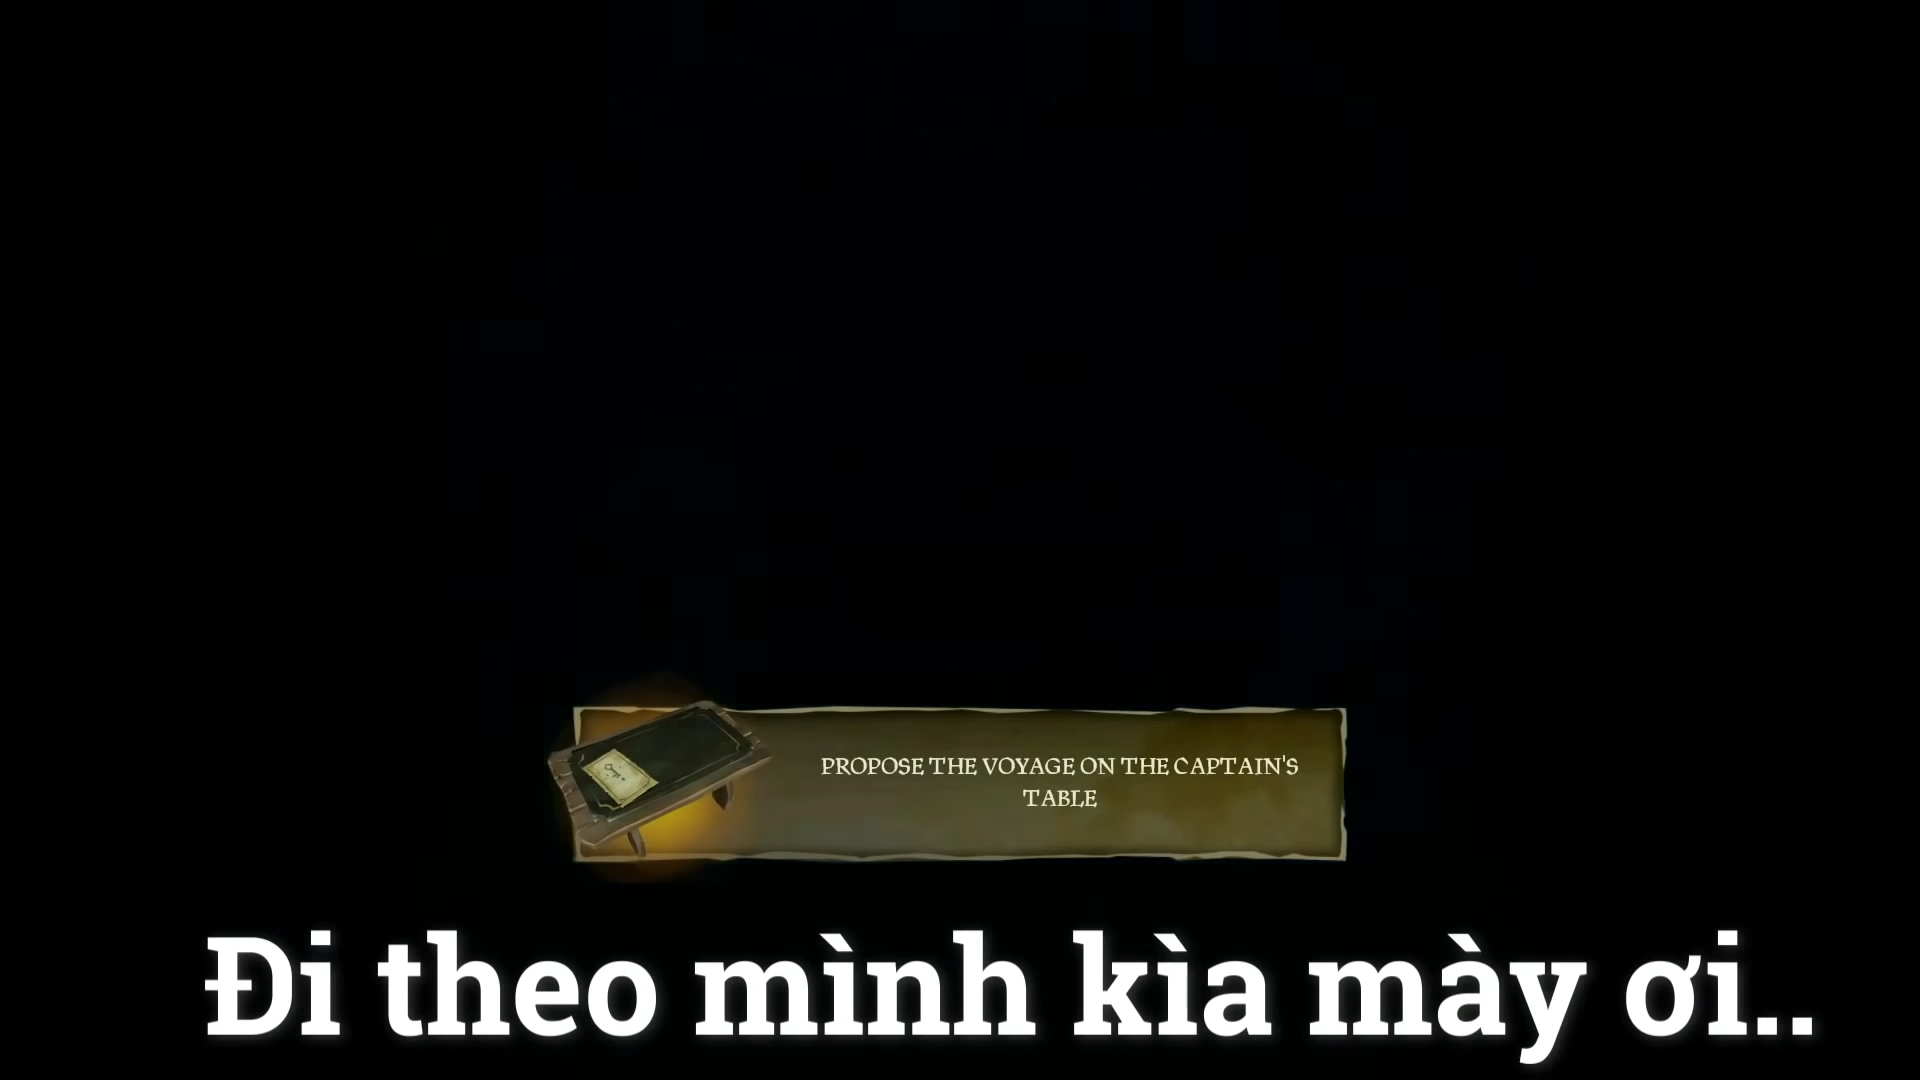 PROPOSE THE VOYAGE ON THE CAPTAIN'S
TABLE
Đi theo mình kìa mày ơi..